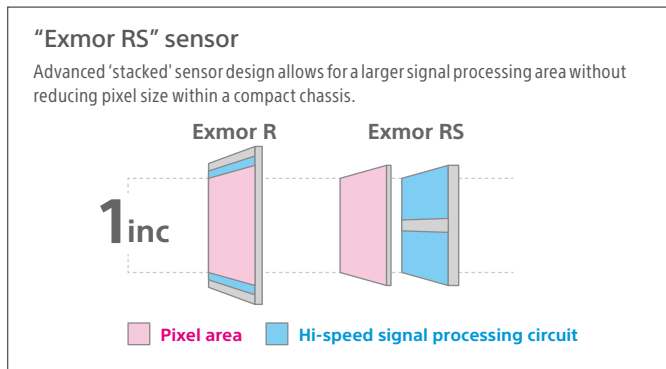 “Exmor RS” sensor
Advanced ‘stacked' sensor design allows for a larger signal processing area without
reducing pixel size within a compact chassis.
Exmor R Exmor RS
1inc
Pixel area Hi-speed signal processing circuit